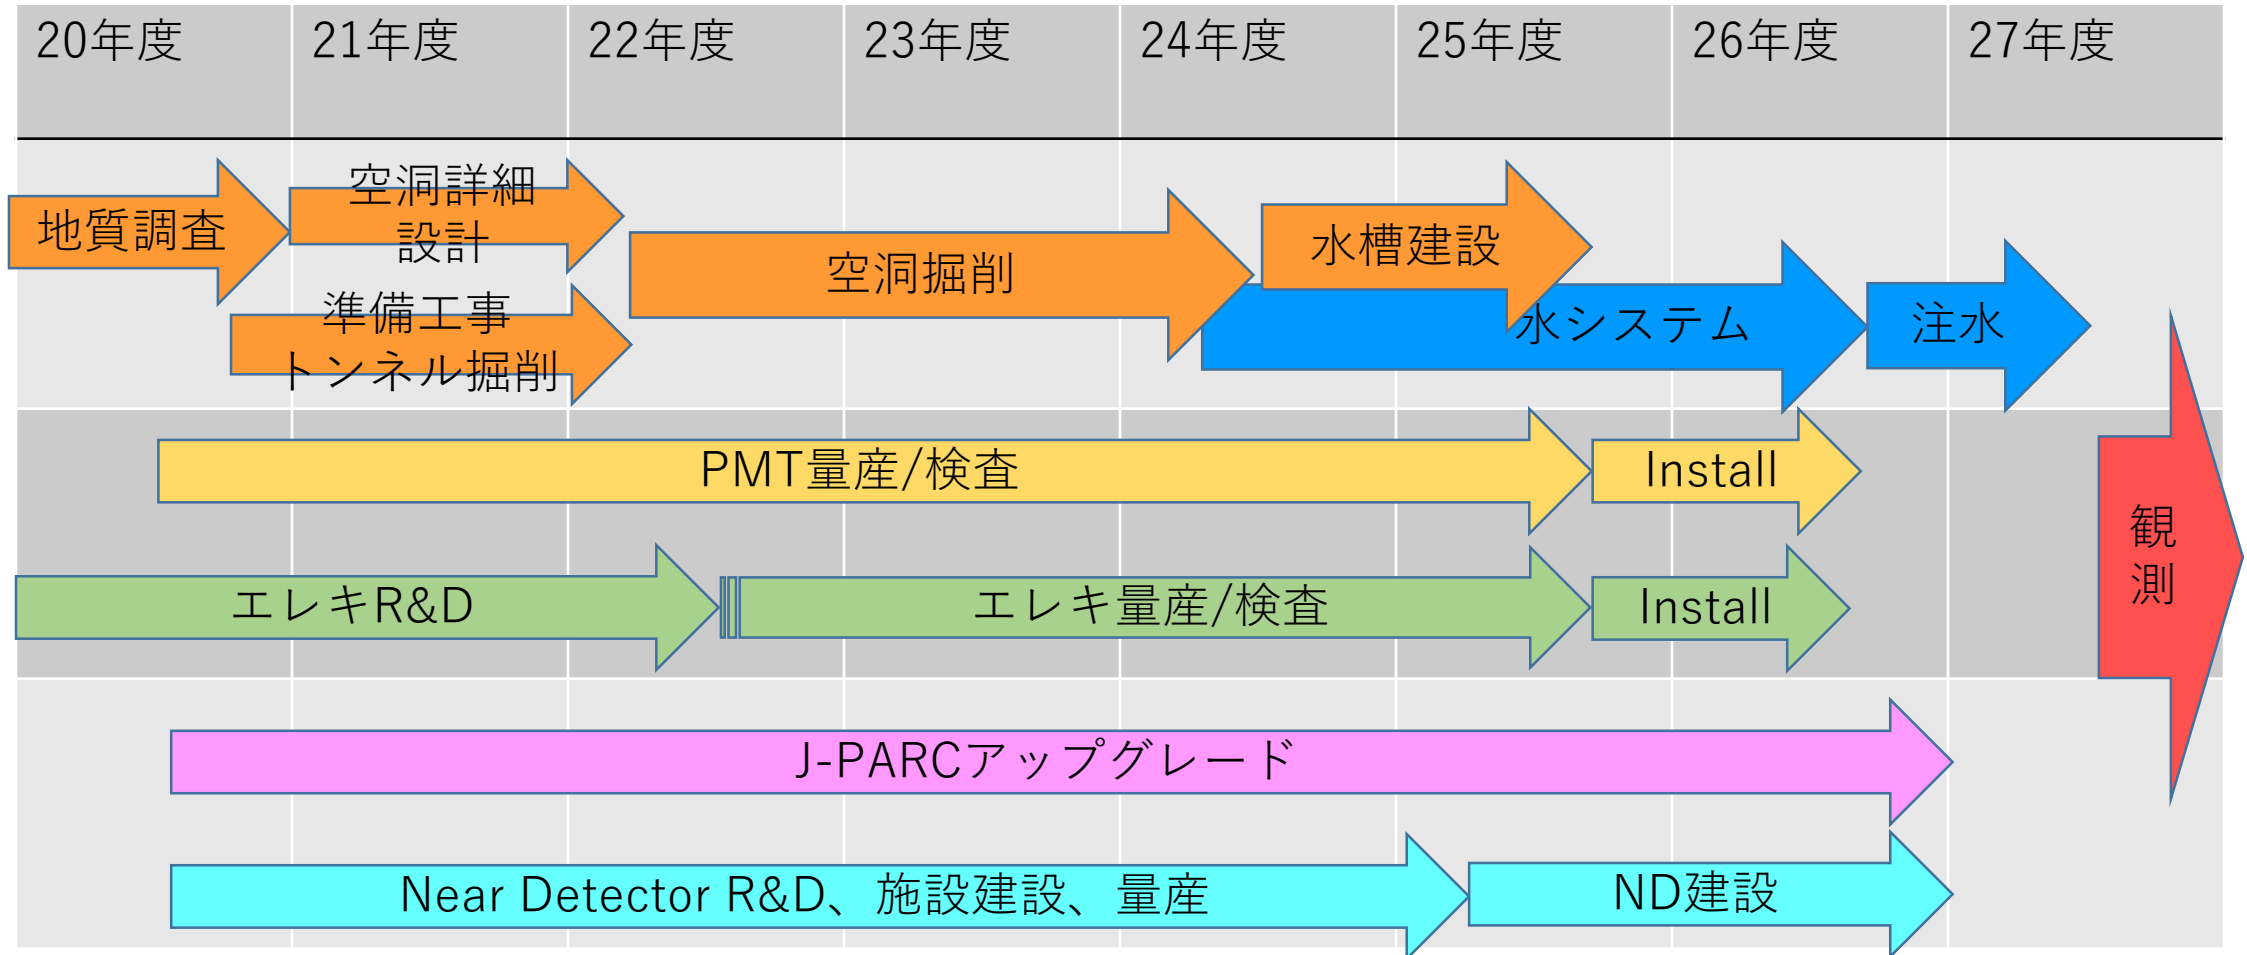 20年度
21年度
22年度
23年度
24年度
25年度
26年度
27年度
地質調査
空洞詳細
設計
準備工事
トンネル掘削
空洞掘削
水槽建設
水システム
注水
PMT量産/検査
Install
エレキR&D
エレキ量産/検査
Install
観
測
J-PARCアップグレード
Near Detector R&D、施設建設、量産
ND建設